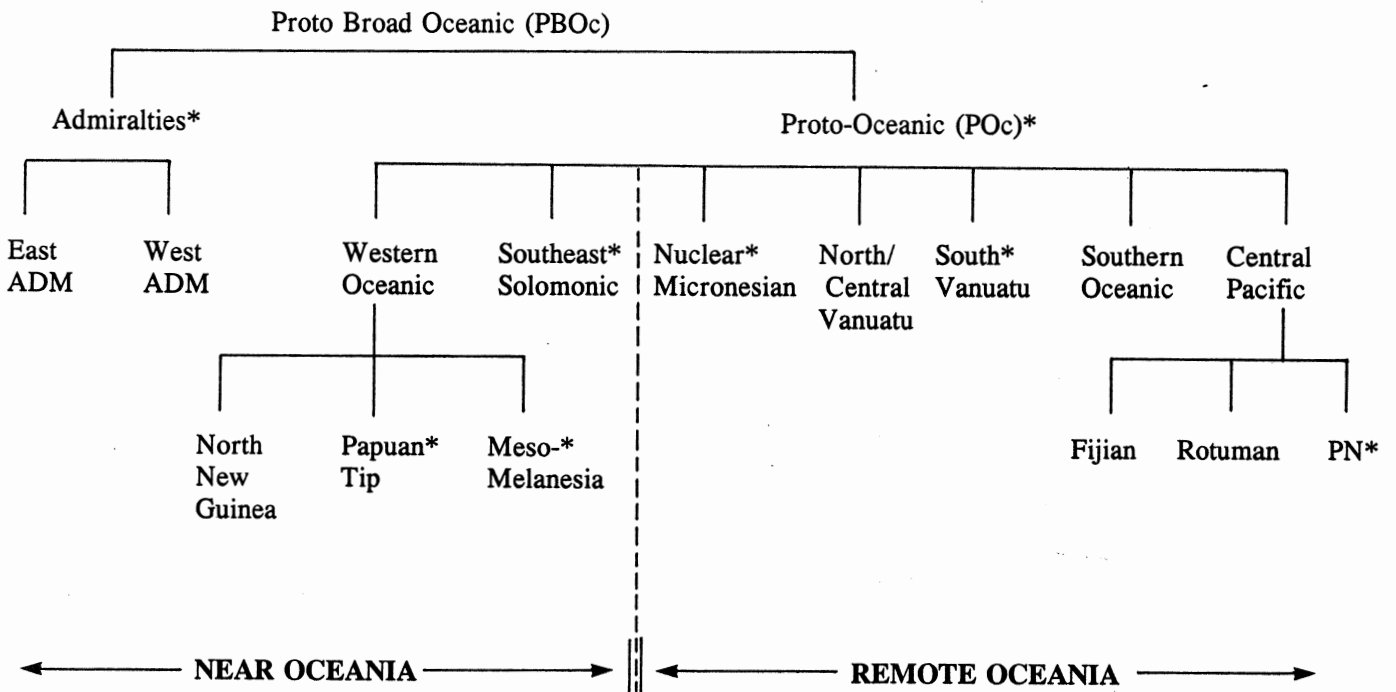 Proto Broad Oceanic (PBOc)
Admiralties*
Proto-Oceanic (POc)*
East
ADM
West
ADM
Western
Oceanic
Southeast*
Solomonic
Nuclear*
Micronesian
North/
Central
Vanuatu
South*
Vanuatu
Southern
Oceanic
Central
Pacific
North
New
Guinea
Papuan*
Tip
Meso-*
Melanesia
Fijian
Rotuman
PN*
NEAR OCEANIA
REMOTE OCEANIA